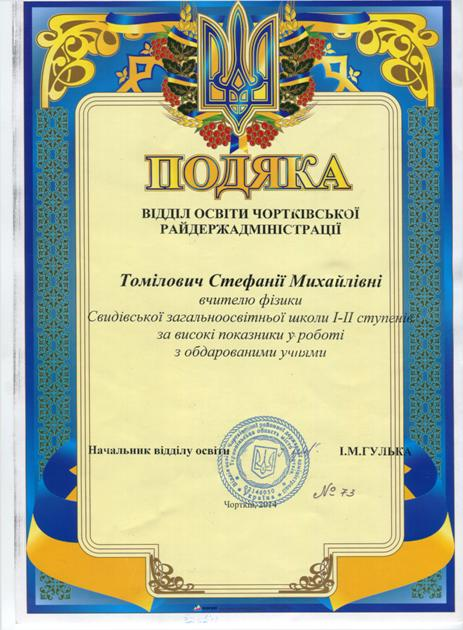 ПОДЯКА
ВІДДІЛ ОСВІТИ ЧОРТКІВСЬКОЇ
РАЙДЕРЖАДМІНІСТРАЦІЇ
Томілович Стефанії Михайлівні
вчителю фізики
Свидівської загальноосвітньої школи І-ІІ ступенів
за високі показники у роботі
з обдарованими учнями
Начальник відділу освіти
І.М.ГУЛЬКА
Україна
№ 73
Чортків, 2014